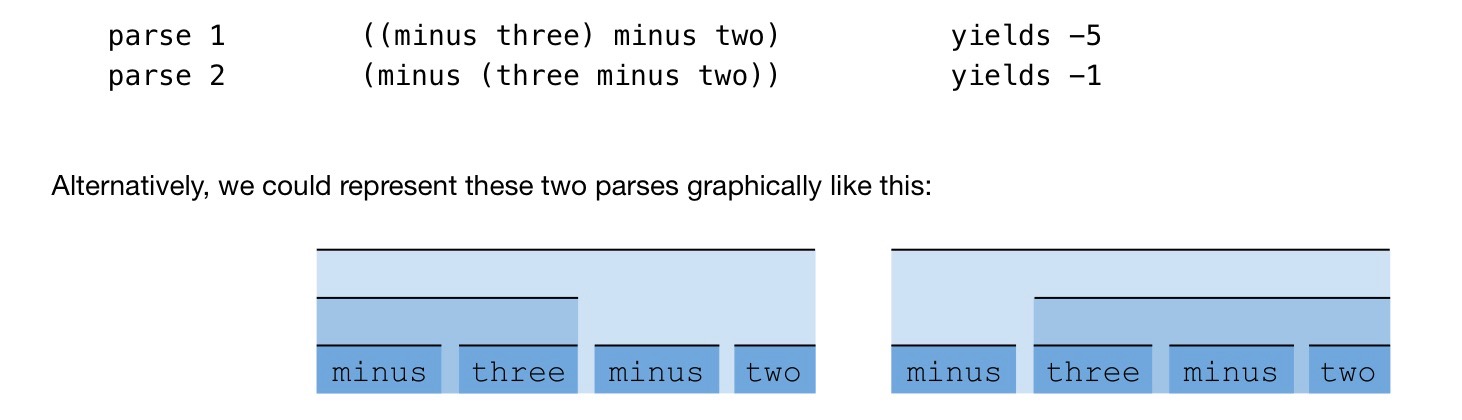 parse 1 ((minus three) minus two) yields -5
parse 2 (minus (three minus two)) yields -1
Alternatively, we could represent these two parses graphically like this:
minus three minus two minus three minus two